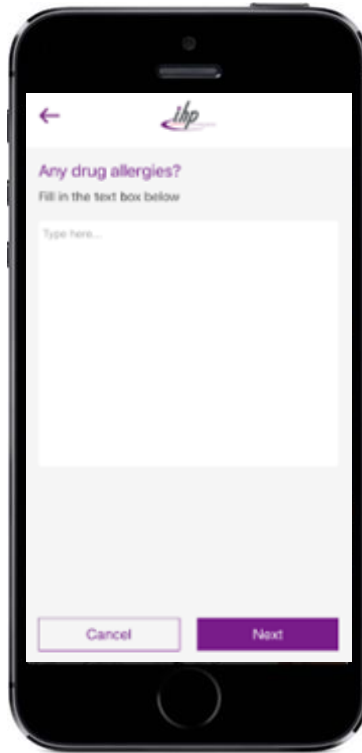 ihp
Any drug allergies?
Fill in the text box below
Type here...
Cancel
Next